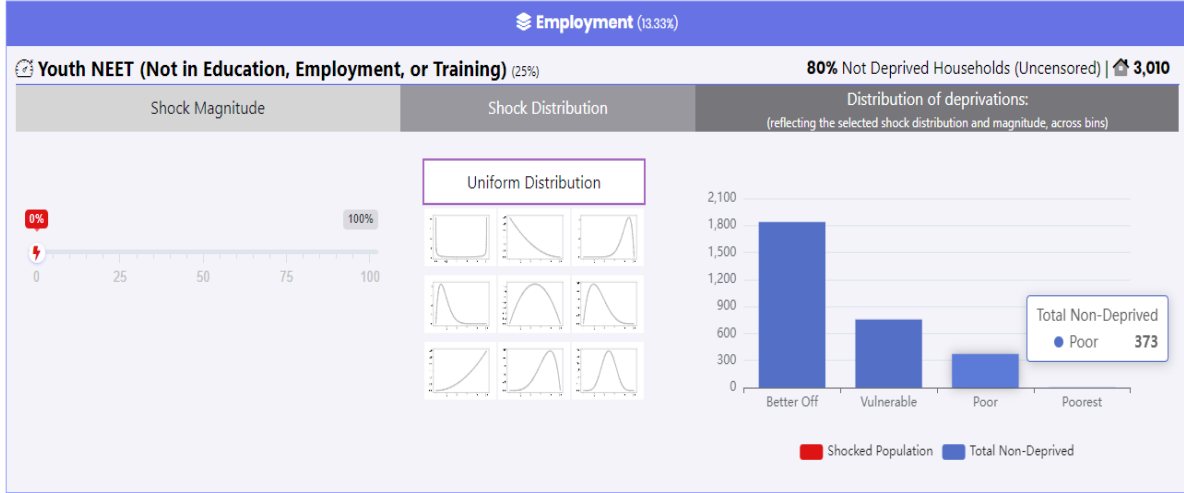 Employment (13.33%)
Youth NEET (Not in Education, Employment, or Training) (25%)
80% Not Deprived Households (Uncensored) | 3,010
Shock Magnitude
Shock Distribution
Distribution of deprivations:
(reflecting the selected shock distribution and magnitude, across bins)
0%
100%
0 25 50 75 100
Uniform Distribution
2,100
1,800
1,500
1,200
900
600
300
0
Total Non-Deprived
Poor 373
Better Off Vulnerable Poor Poorest
Shocked Population Total Non-Deprived